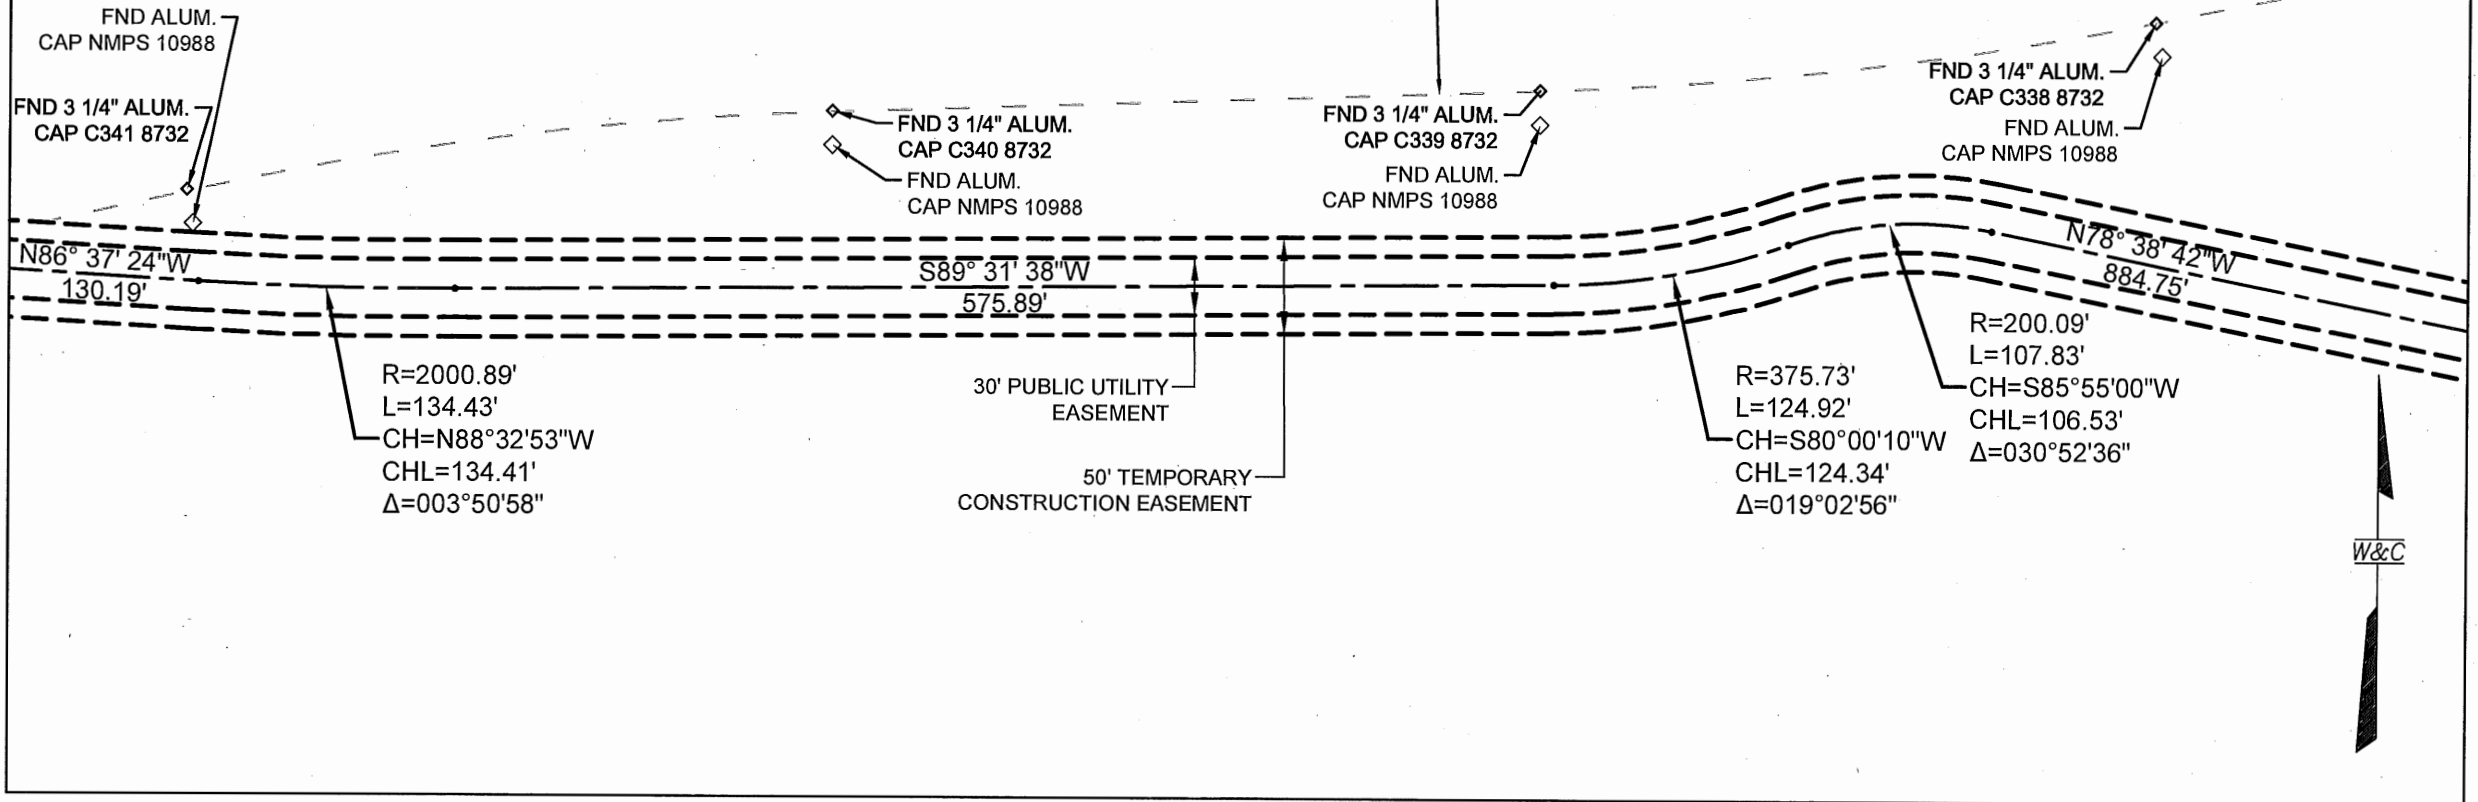 FND ALUM.
CAP NMPS 10988
FND 3 1/4" ALUM.
CAP C341 8732
FND 3 1/4" ALUM.
CAP C340 8732
FND ALUM.
CAP NMPS 10988
FND 3 1/4" ALUM.
CAP C339 8732
FND ALUM.
CAP NMPS 10988
FND 3 1/4" ALUM.
CAP C338 8732
FND ALUM.
CAP NMPS 10988
N86° 37' 24"W
130.19'
S89° 31' 38"W
575.89'
N78° 38' 42"W
884.75'
R=2000.89'
L=134.43'
CH=N88°32'53"W
CHL=134.41'
Δ=003°50'58"
30' PUBLIC UTILITY
EASEMENT
50' TEMPORARY
CONSTRUCTION EASEMENT
R=375.73'
L=124.92'
CH=S80°00'10"W
CHL=124.34'
Δ=019°02'56"
R=200.09'
L=107.83'
CH=S85°55'00"W
CHL=106.53'
Δ=030°52'36"
W&C